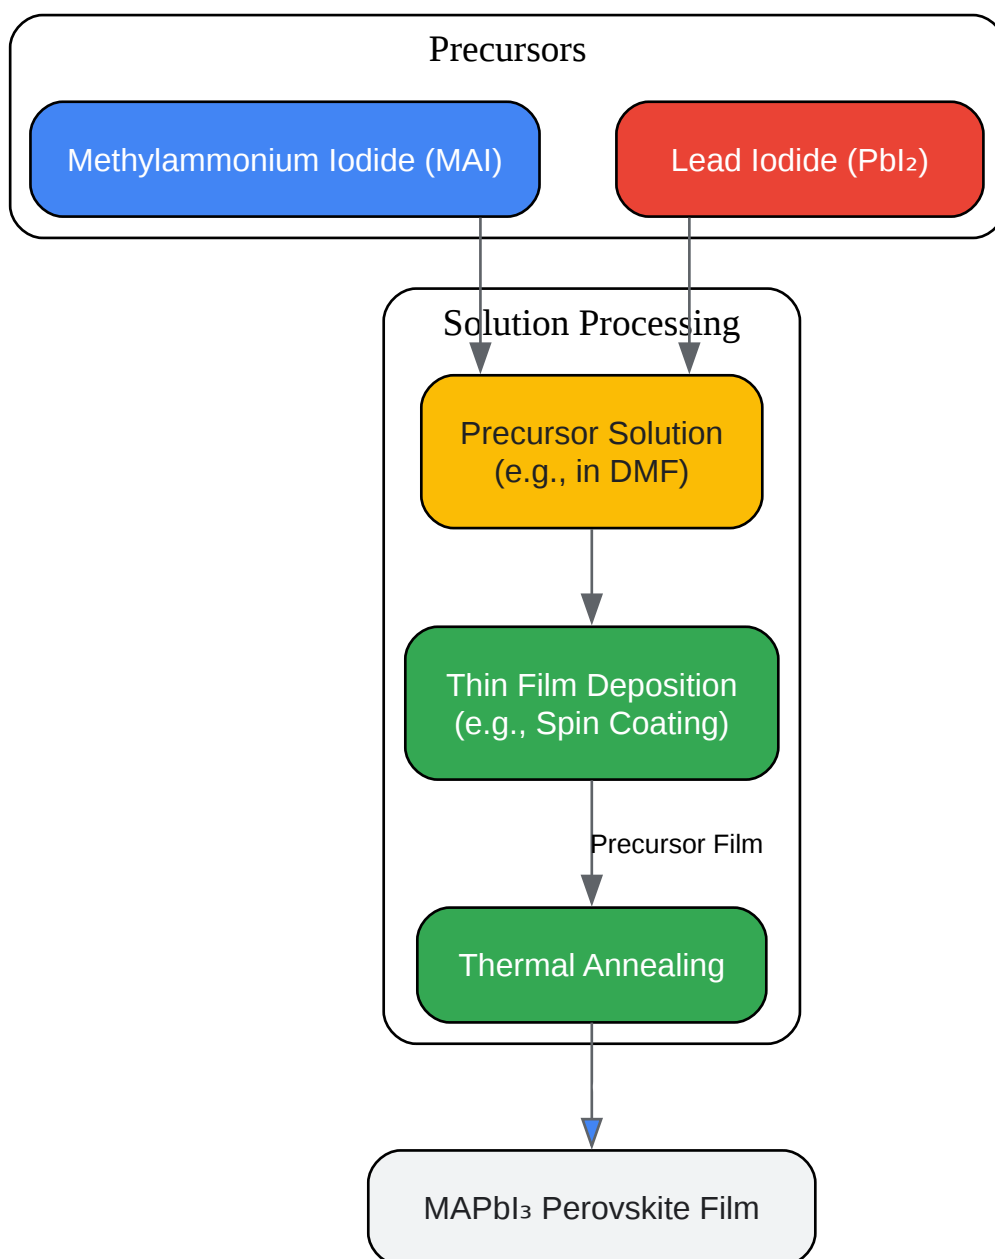 Precursors
Methylammonium Iodide (MAI)
Lead Iodide (PbI₂)
Solution Processing
Precursor Solution
(e.g., in DMF)
Thin Film Deposition
(e.g., Spin Coating)
Precursor Film
Thermal Annealing
MAPbI₃ Perovskite Film